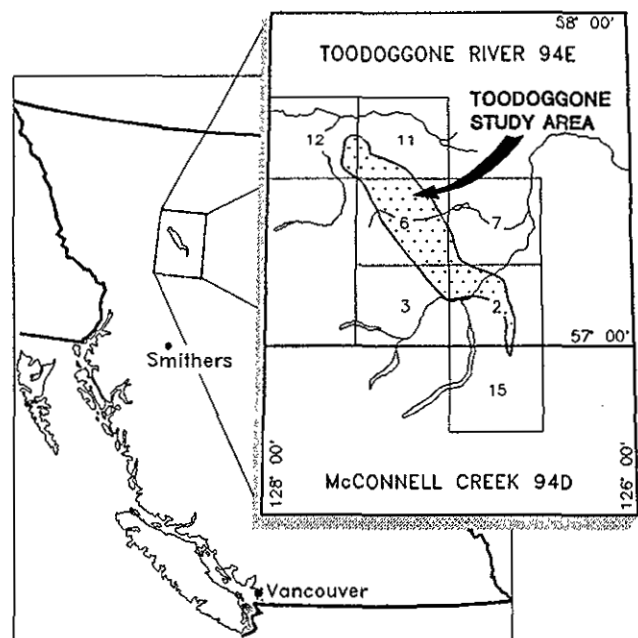 58° 00'
TOODOGGONE RIVER 94E
TOODOGGONE
STUDY AREA
12
11
6
7
3
2
57° 00'
Smithers
15
128° 00'
McCONNELL CREEK 94D
126° 00'
Vancouver